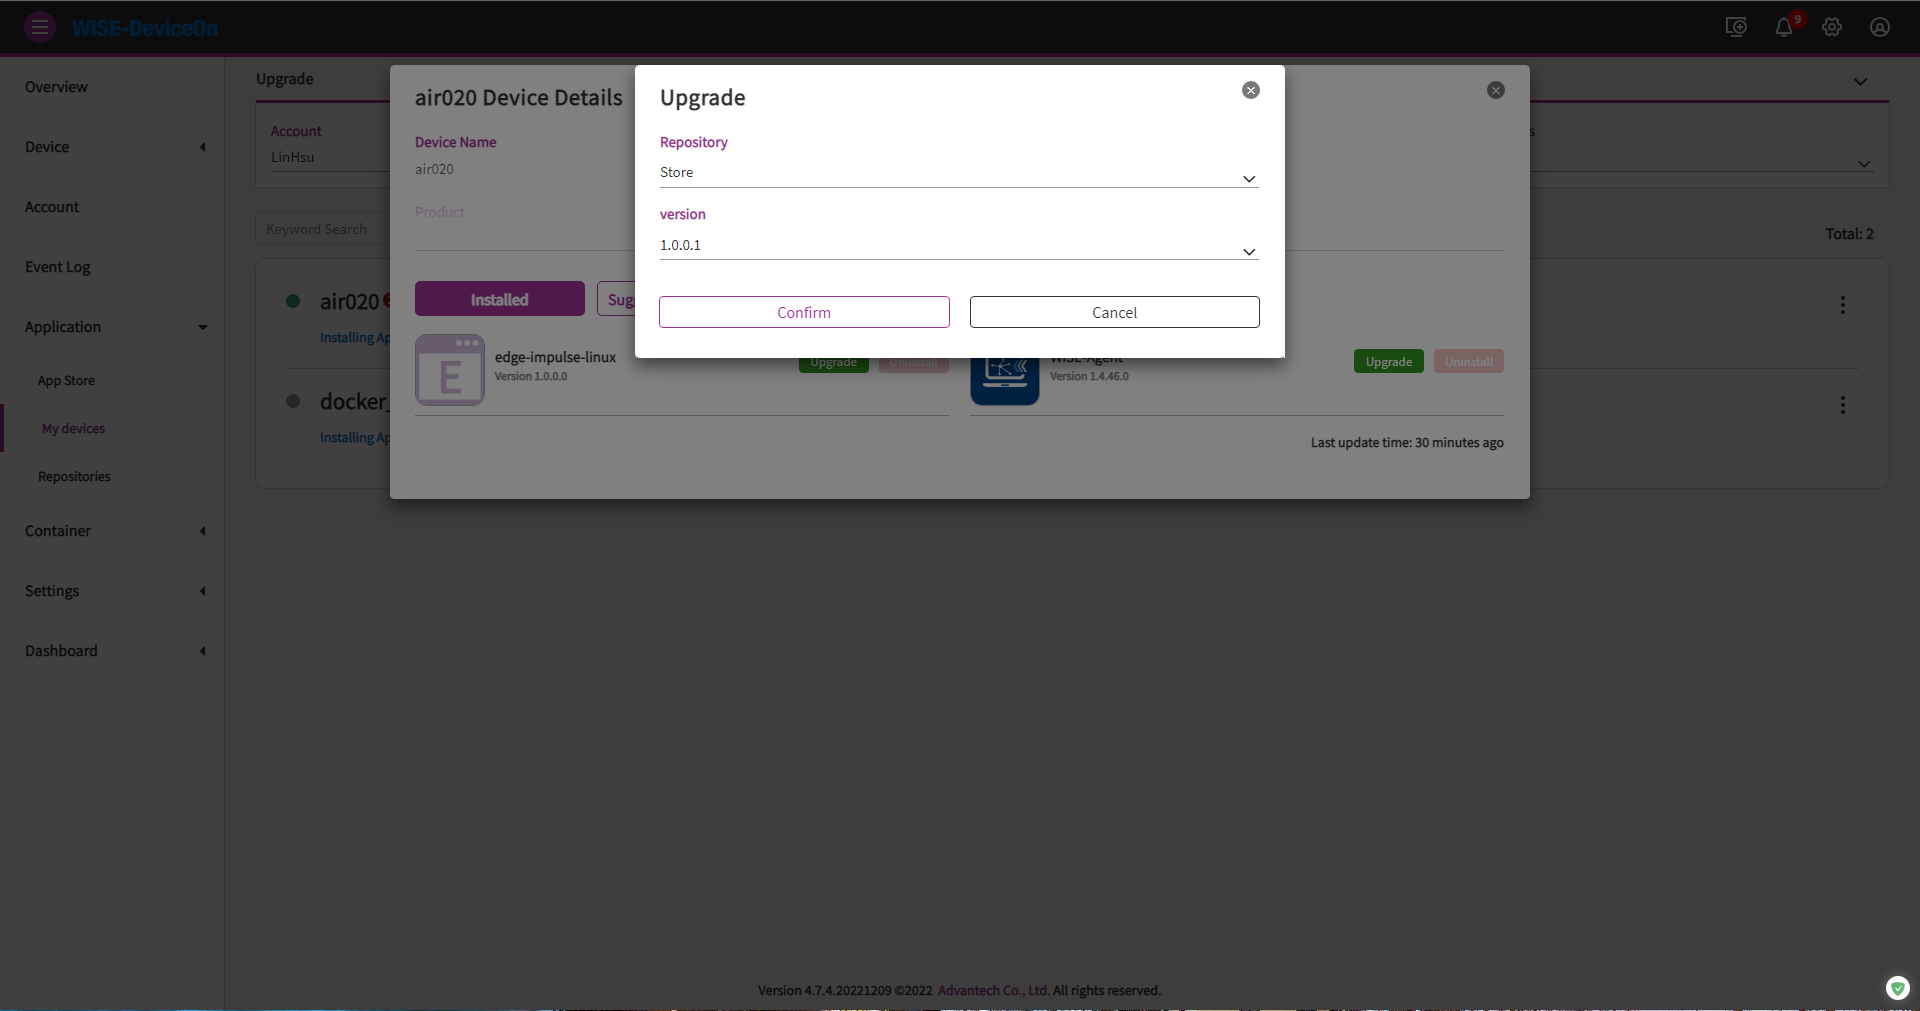 WISE-DeviceOn
9
Overview
Device
Account
Event Log
Application
App Store
My devices
Repositories
Container
Settings
Dashboard
Upgrade
Account
LinHsu
Keyword Search
s
Total: 2
air020
Installing Ap
docker_
Installing Ap
air020 Device Details
Device Name
air020
Product
Installed
Sug
E
edge-impulse-linux
Version 1.0.0.0
Upgrade
Uninstall
WISE-Agent
Version 1.4.46.0
Upgrade
Uninstall
Last update time: 30 minutes ago
Upgrade
Repository
Store
version
1.0.0.1
Confirm
Cancel
Version 4.7.4.20221209 ©2022 Advantech Co., Ltd. All rights reserved.